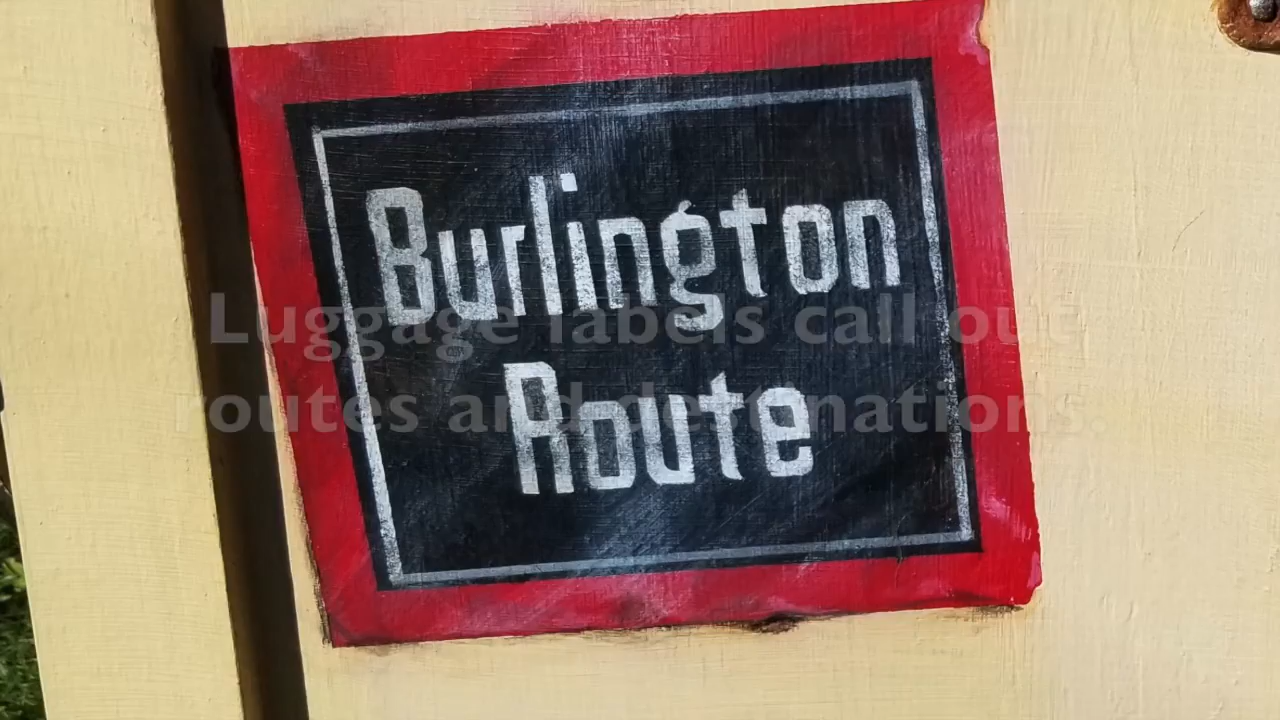 Burlington
Route
Luggage labels call out
routes and destinations.